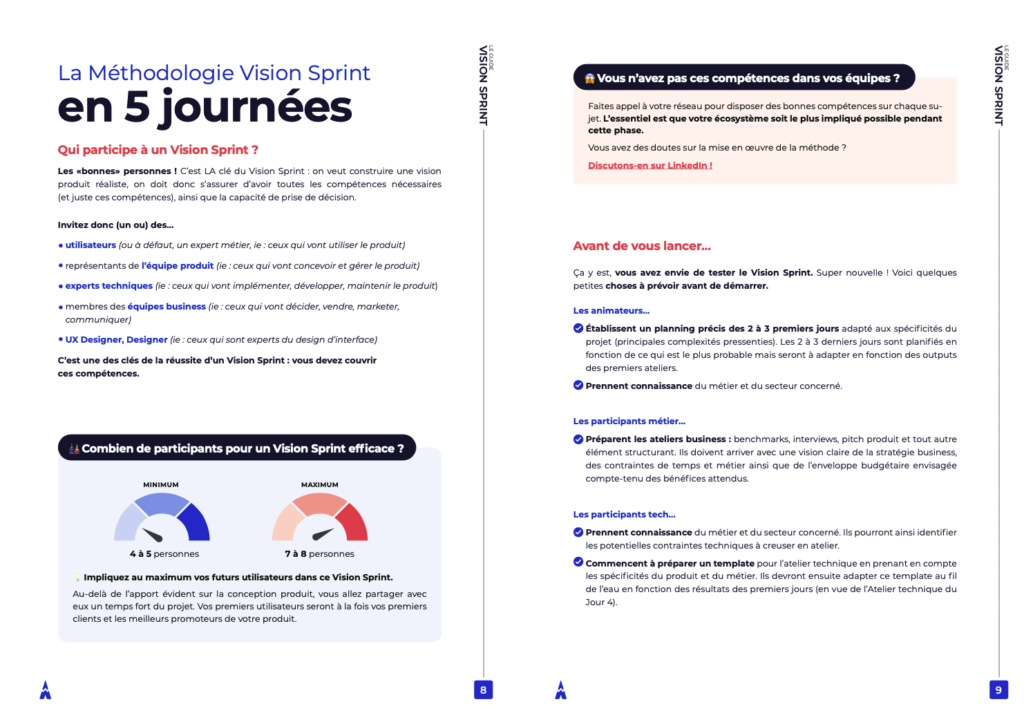 La Méthodologie Vision Sprint
en 5 journées
Qui participe à un Vision Sprint ?
Les «bonnes» personnes ! C’est LA clé du Vision Sprint : on veut construire une vision
produit réaliste, on doit donc s’assurer d’avoir toutes les compétences nécessaires
(et juste ces compétences), ainsi que la capacité de prise de décision.
Invitez donc (un ou) des...
• utilisateurs (ou à défaut, un expert métier, ie : ceux qui vont utiliser le produit)
• représentants de l’équipe produit (ie : ceux qui vont concevoir et gérer le produit)
• experts techniques (ie : ceux qui vont implémenter, développer, maintenir le produit)
• membres des équipes business (ie : ceux qui vont décider, vendre, marketer,
communiquer)
• UX Designer, Designer (ie : ceux qui sont experts du design d’interface)
C’est une des clés de la réussite d’un Vision Sprint : vous devez couvrir
ces compétences.
Combien de participants pour un Vision Sprint efficace ?
MINIMUM
MAXIMUM
4 à 5 personnes
7 à 8 personnes
Impliquez au maximum vos futurs utilisateurs dans ce Vision Sprint.
Au-delà de l’apport évident sur la conception produit, vous allez partager avec
eux un temps fort du projet. Vos premiers utilisateurs seront à la fois vos premiers
clients et les meilleurs promoteurs de votre produit.
LE GUIDE
VISION SPRINT
8
Vous n’avez pas ces compétences dans vos équipes ?
Faites appel à votre réseau pour disposer des bonnes compétences sur chaque su-
jet. L’essentiel est que votre écosystème soit le plus impliqué possible pendant
cette phase.
Vous avez des doutes sur la mise en œuvre de la méthode ?
Discutons-en sur LinkedIn !
Avant de vous lancer...
Ça y est, vous avez envie de tester le Vision Sprint. Super nouvelle ! Voici quelques
petites choses à prévoir avant de démarrer.
Les animateurs...
Établissent un planning précis des 2 à 3 premiers jours adapté aux spécificités du
projet (principales complexités pressenties). Les 2 à 3 derniers jours sont planifiés en
fonction de ce qui est le plus probable mais seront à adapter en fonction des outputs
des premiers ateliers.
Prennent connaissance du métier et du secteur concerné.
Les participants métier...
Préparent les ateliers business : benchmarks, interviews, pitch produit et tout autre
élément structurant. Ils doivent arriver avec une vision claire de la stratégie business,
des contraintes de temps et métier ainsi que de l’enveloppe budgétaire envisagée
compte-tenu des bénéfices attendus.
Les participants tech...
Prennent connaissance du métier et du secteur concerné. Ils pourront ainsi identifier
les potentielles contraintes techniques à creuser en atelier.
Commencent à préparer un template pour l’atelier technique en prenant en compte
les spécificités du produit et du métier. Ils devront ensuite adapter ce template au fil
de l’eau en fonction des résultats des premiers jours (en vue de l’Atelier technique du
Jour 4).
LE GUIDE
VISION SPRINT
9